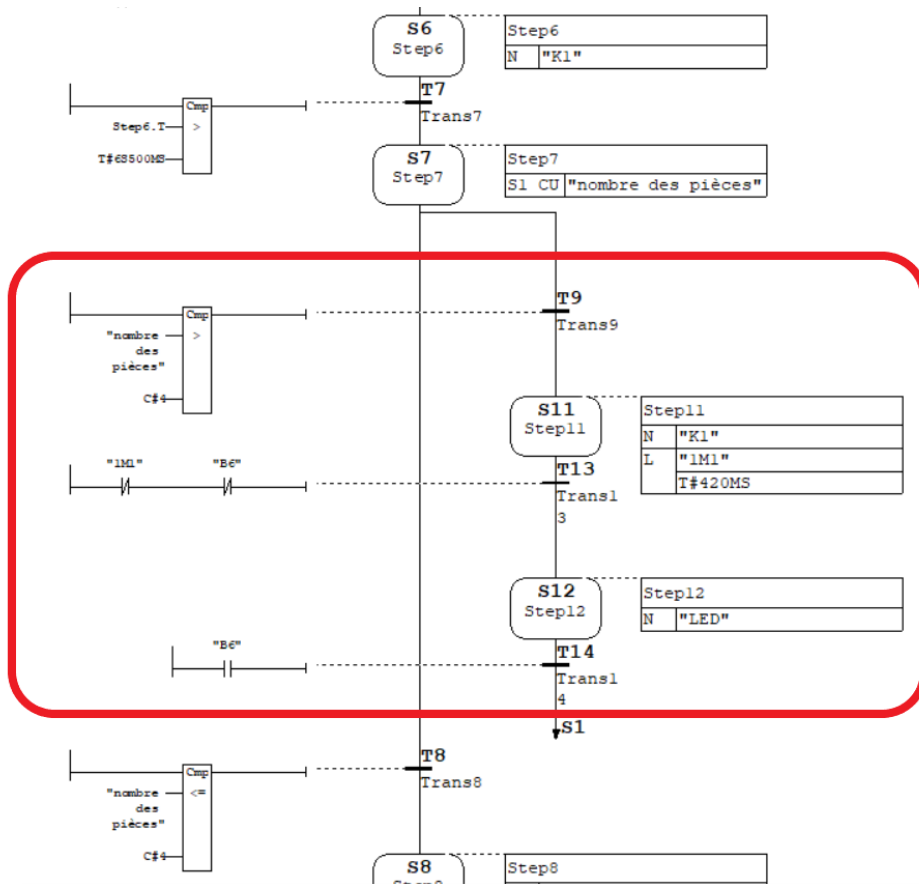 S6
Step6
Step6
N "K1"
T7
Trans7
Cmp
Step6.T
>
T#6S500MS
S7
Step7
Step7
S1 CU "nombre des pièces"
T9
Trans9
Cmp
"nombre
>
des
pièces"
C#4
S11
Step11
Step11
N "K1"
L "1M1"
T#420MS
"1M1" "B6"
T13
Trans1
3
S12
Step12
Step12
N "LED"
"B6"
T14
Trans1
4
S1
T8
Trans8
Cmp
"nombre
<=
des
pièces"
C#4
S8
Step8